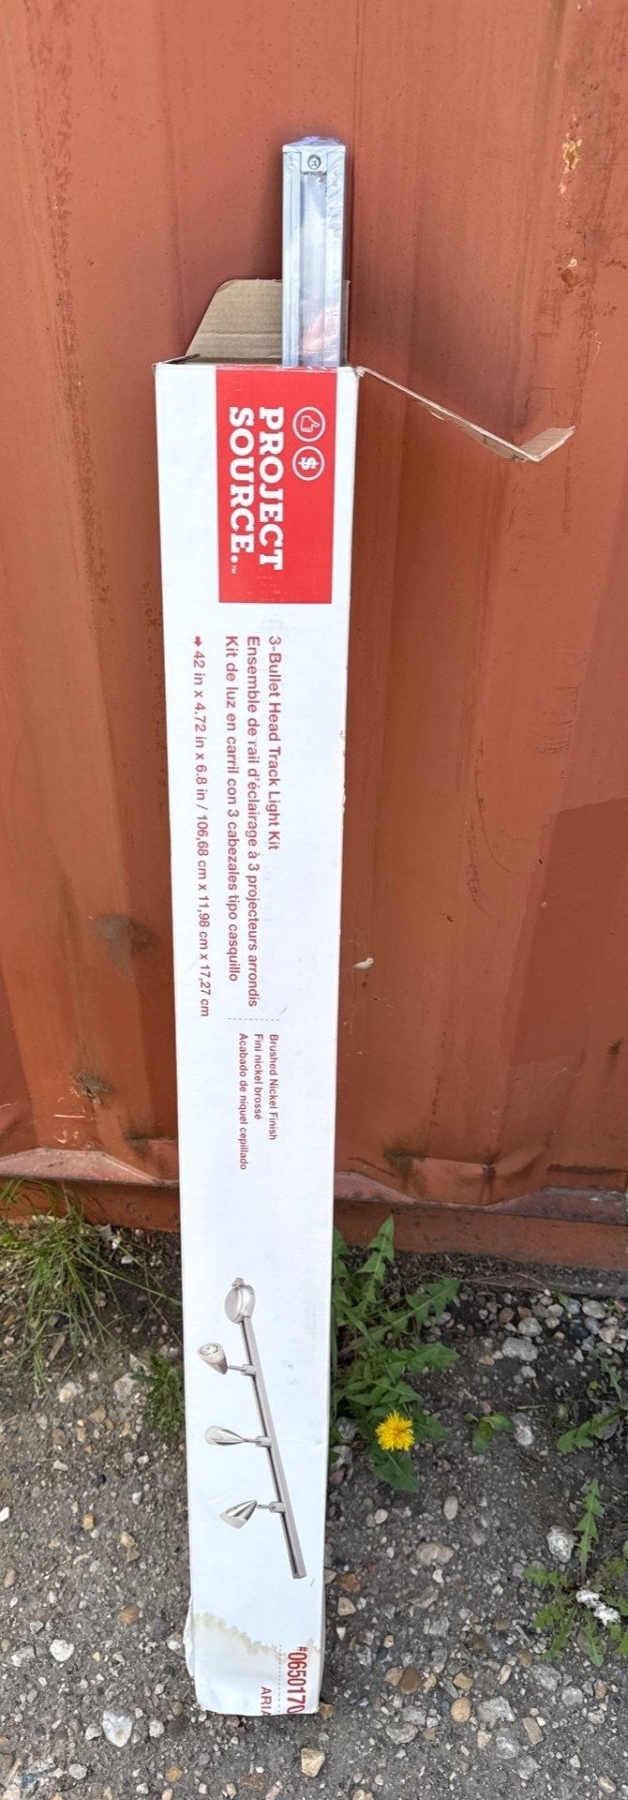 PROJECT
SOURCE.™
3-Bullet Head Track Light Kit
Ensemble de rail d'éclairage à 3 projecteurs arrondis
Kit de luz en carril con 3 cabezales tipo casquillo
42 in x 4.72 in x 6.8 in / 106,68 cm x 11,98 cm x 17,27 cm
Brushed Nickel Finish
Fini nickel brossé
Acabado de níquel cepillado
#0650170